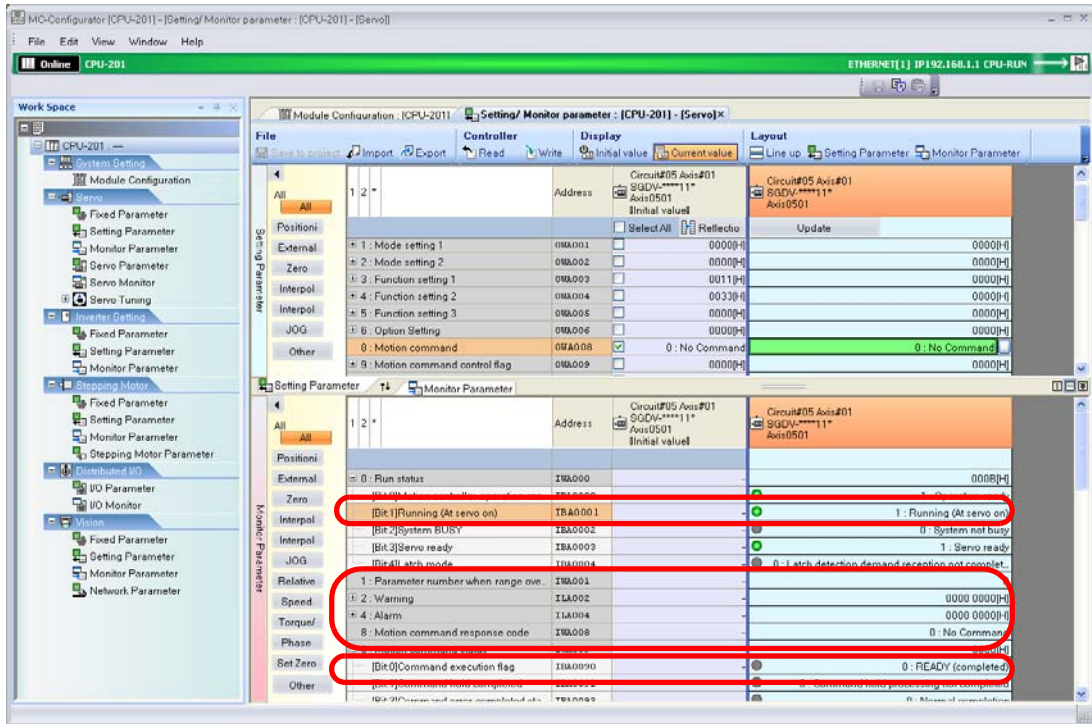 MC-Configurator [CPU-201] - [Setting/ Monitor parameter : [CPU-201] - [Servo]]
File Edit View Window Help
Online CPU-201 ETHERNET[1] IP192.168.1.1 CPU-RUN
Work Space
CPU-201 : —
System Setting
Module Configuration
Servo
Fixed Parameter
Setting Parameter
Monitor Parameter
Servo Parameter
Servo Monitor
Servo Tuning
Inverter Setting
Fixed Parameter
Setting Parameter
Monitor Parameter
Stepping Motor
Fixed Parameter
Setting Parameter
Monitor Parameter
Stepping Motor Parameter
Distributed I/O
I/O Parameter
I/O Monitor
Vision
Fixed Parameter
Setting Parameter
Monitor Parameter
Network Parameter
Module Configuration : [CPU-201] Setting/ Monitor parameter : [CPU-201] - [Servo]×
File Controller Display Layout
Save to project Import Export Read Write Initial value Current value Line up Setting Parameter Monitor Parameter
Setting Parameter
All
All
Positioni
External
Zero
Interpol
Interpol
JOG
Other
1 2 * Address
Circuit#05 Axis#01
SGDV-****11*
Axis0501
[Initial value]
Circuit#05 Axis#01
SGDV-****11*
Axis0501
Select All Reflectio Update
1 : Mode setting 1 OWA001 0000[H] 0000[H]
2 : Mode setting 2 OWA002 0000[H] 0000[H]
3 : Function setting 1 OWA003 0011[H] 0000[H]
4 : Function setting 2 OWA004 0033[H] 0000[H]
5 : Function setting 3 OWA005 0000[H] 0000[H]
6 : Option Setting OWA006 0000[H] 0000[H]
8 : Motion command OWA008 0 : No Command 0 : No Command
9 : Motion command control flag OWA009 0000[H] 0000[H]
Setting Parameter Monitor Parameter
Monitor Parameter
All
All
Positioni
External
Zero
Interpol
Interpol
JOG
Relative
Speed
Torque/
Phase
Set Zero
Other
1 2 * Address
Circuit#05 Axis#01
SGDV-****11*
Axis0501
[Initial value]
Circuit#05 Axis#01
SGDV-****11*
Axis0501
0 : Run status IWA000 - 000B[H]
[Bit:1]Running (At servo on) IBA0001 - 1 : Running (At servo on)
[Bit:2]System BUSY IBA0002 - 0 : System not busy
[Bit:3]Servo ready IBA0003 - 1 : Servo ready
[Bit:4]Latch mode IBA0004 - 0 : Latch detection demand reception not complet..
1 : Parameter number when range ove.. IWA001 -
2 : Warning ILA002 - 0000 0000[H]
4 : Alarm ILA004 - 0000 0000[H]
8 : Motion command response code IWA008 - 0 : No Command
[Bit:0]Command execution flag IBA0090 - 0 : READY (completed)